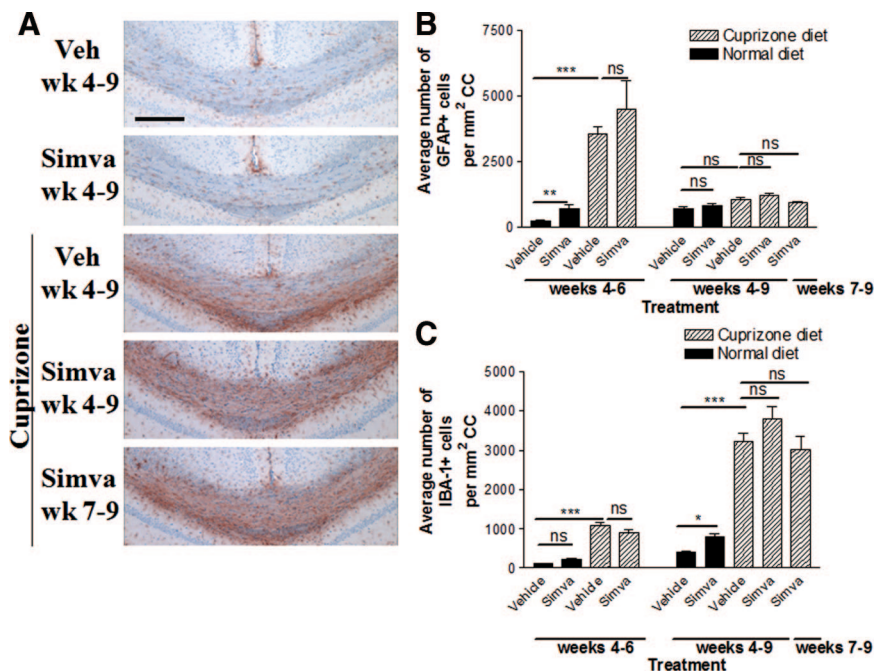 A
Veh
wk 4-9
Simva
wk 4-9
Cuprizone
Veh
wk 4-9
Simva
wk 4-9
Simva
wk 7-9
B
Cuprizone diet
Normal diet
Average number of
GFAP+ cells
per mm² CC
7500
5000
2500
0
*** ns
**
ns ns ns
ns
Vehicle Simva Vehicle Simva Vehicle Simva Vehicle Simva Simva
weeks 4-6 weeks 4-9 weeks 7-9
Treatment
C
Cuprizone diet
Normal diet
Average number of
IBA-1+ cells
per mm² CC
5000
4000
3000
2000
1000
0
*** ns
ns
ns
*** ns
*
Vehicle Simva Vehicle Simva Vehicle Simva Vehicle Simva Simva
weeks 4-6 weeks 4-9 weeks 7-9
Treatment